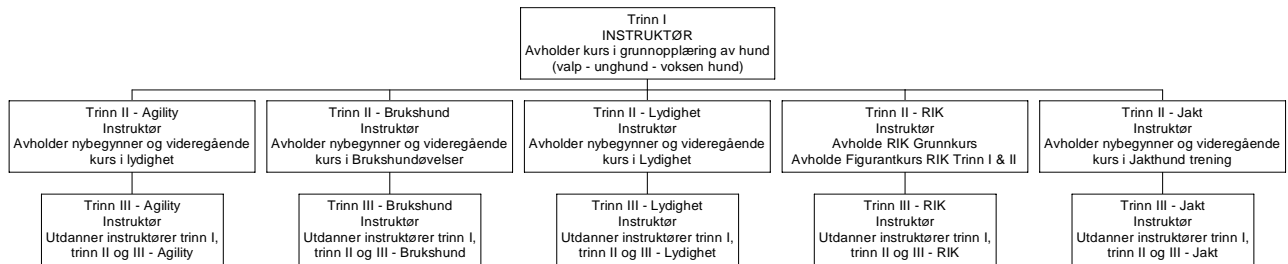 Trinn I
INSTRUKTØR
Avholder kurs i grunnopplæring av hund
(valp - unghund - voksen hund)
Trinn II - Agility
Instruktør
Avholder nybegynner og videregående
kurs i lydighet
Trinn II - Brukshund
Instruktør
Avholder nybegynner og videregående
kurs i Brukshundøvelser
Trinn II - Lydighet
Instruktør
Avholder nybegynner og videregående
kurs i Lydighet
Trinn II - RIK
Instruktør
Avholde RIK Grunnkurs
Avholde Figurantkurs RIK Trinn I & II
Trinn II - Jakt
Instruktør
Avholder nybegynner og videregående
kurs i Jakthund trening
Trinn III - Agility
Instruktør
Utdanner instruktører trinn I,
trinn II og III - Agility
Trinn III - Brukshund
Instruktør
Utdanner instruktører trinn I,
trinn II og III - Brukshund
Trinn III - Lydighet
Instruktør
Utdanner instruktører trinn I,
trinn II og III - Lydighet
Trinn III - RIK
Instruktør
Utdanner instruktører trinn I,
trinn II og III - RIK
Trinn III - Jakt
Instruktør
Utdanner instruktører trinn I,
trinn II og III - Jakt